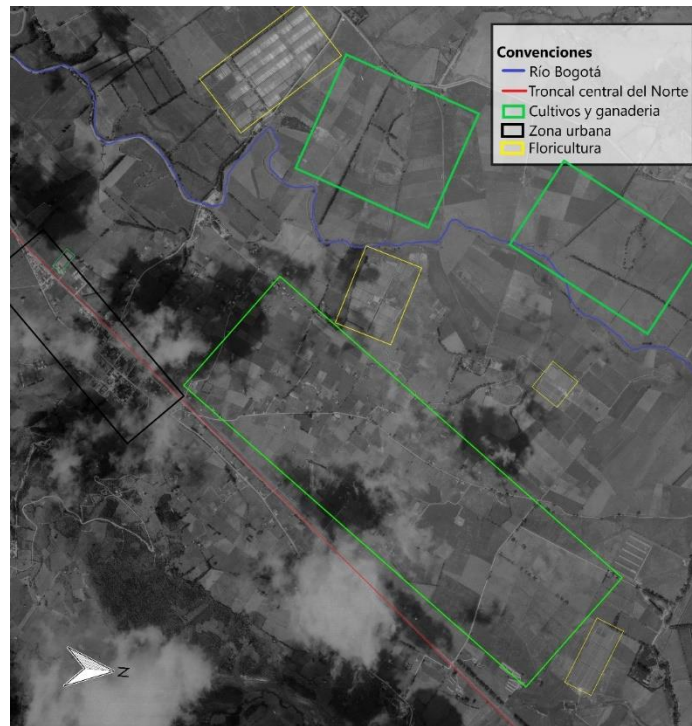 Convenciones
Río Bogotá
Troncal central del Norte
Cultivos y ganaderia
Zona urbana
Floricultura
N